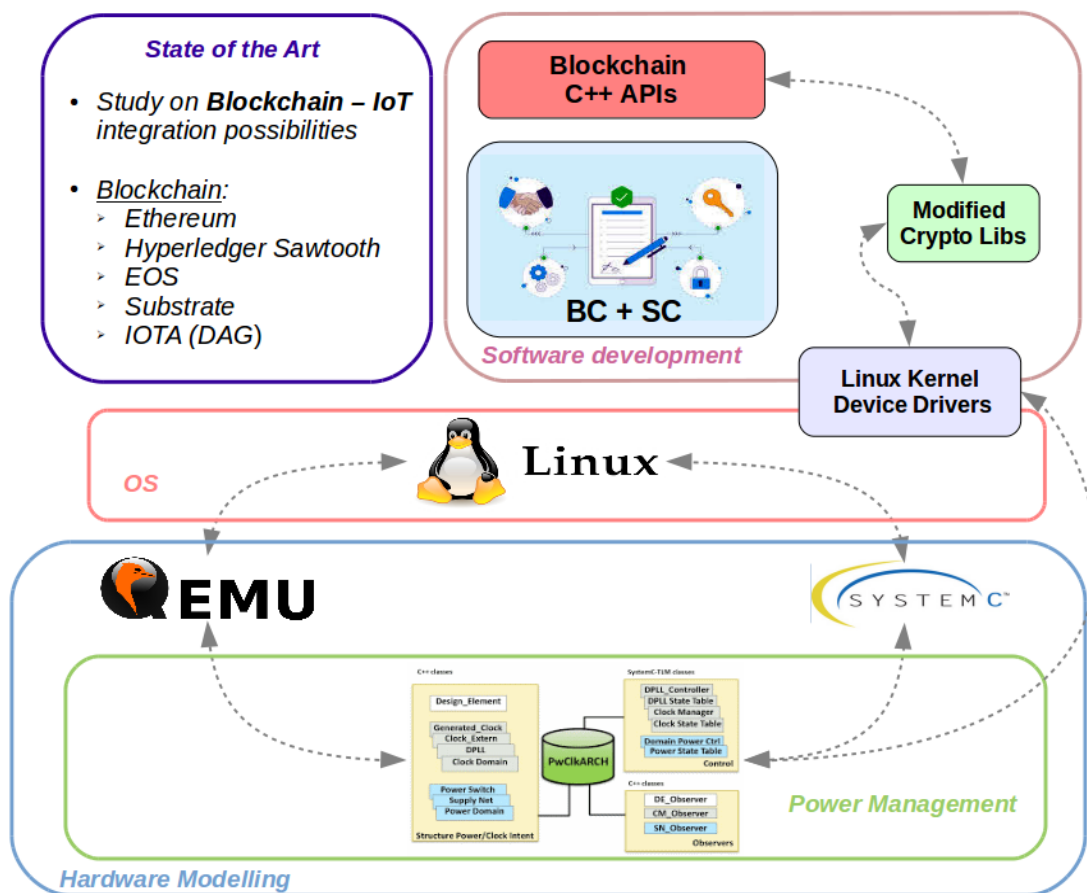 State of the Art
• Study on Blockchain – IoT
integration possibilities
• Blockchain:
➢ Ethereum
➢ Hyperledger Sawtooth
➢ EOS
➢ Substrate
➢ IOTA (DAG)
Blockchain
C++ APIs
BC + SC
Software development
Modified
Crypto Libs
Linux Kernel
Device Drivers
OS
Linux
QEMU
SYSTEM C™
C++ classes
Design_Element
Generated_Clock
Clock_Extern
DPLL
Clock Domain
Power Switch
Supply Net
Power Domain
Structure Power/Clock Intent
PwClkARCH
SystemC-TLM classes
DPLL_Controller
DPLL State Table
Clock Manager
Clock State Table
Domain Power Ctrl
Power State Table
Control
C++ classes
DE_Observer
CM_Observer
SN_Observer
Observers
Power Management
Hardware Modelling